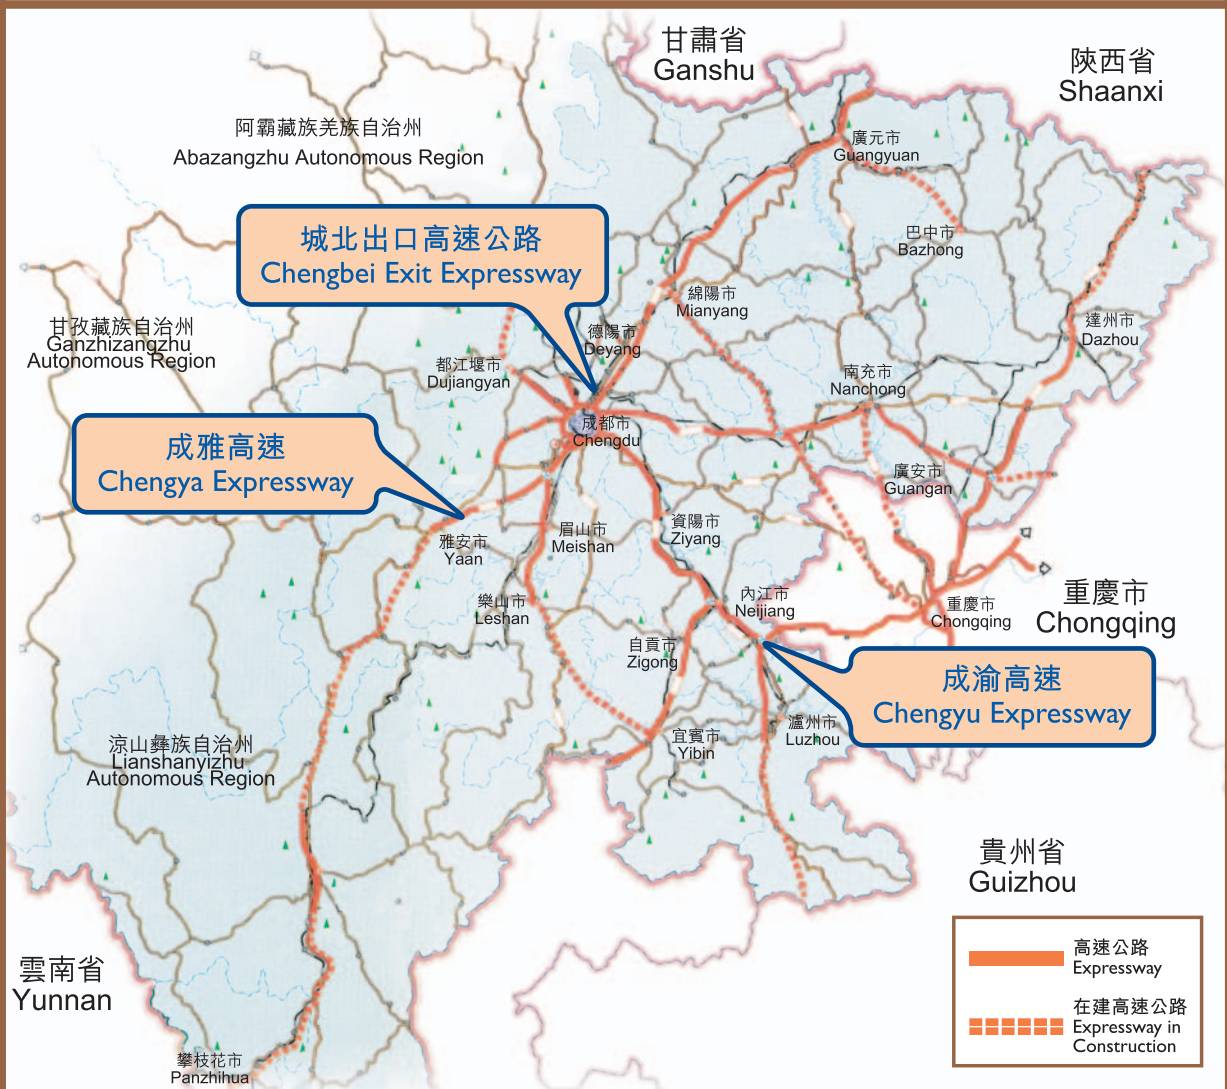 甘肅省
Ganshu
陝西省
Shaanxi
阿霸藏族羌族自治州
Abazangzhu Autonomous Region
廣元市
Guangyuan
城北出口高速公路
Chengbei Exit Expressway
巴中市
Bazhong
綿陽市
Mianyang
甘孜藏族自治州
Ganzhizangzhu
Autonomous Region
德陽市
Deyang
達州市
Dazhou
都江堰市
Dujiangyan
南充市
Nanchong
成都市
Chengdu
成雅高速
Chengya Expressway
廣安市
Guangan
資陽市
Ziyang
眉山市
Meishan
雅安市
Yaan
樂山市
Leshan
內江市
Neijiang
重慶市
Chongqing
重慶市
Chongqing
自貢市
Zigong
成渝高速
Chengyu Expressway
瀘州市
Luzhou
宜賓市
Yibin
涼山彝族自治州
Lianshanyizhu
Autonomous Region
貴州省
Guizhou
雲南省
Yunnan
攀枝花市
Panzhihua
高速公路
Expressway
在建高速公路
Expressway in
Construction